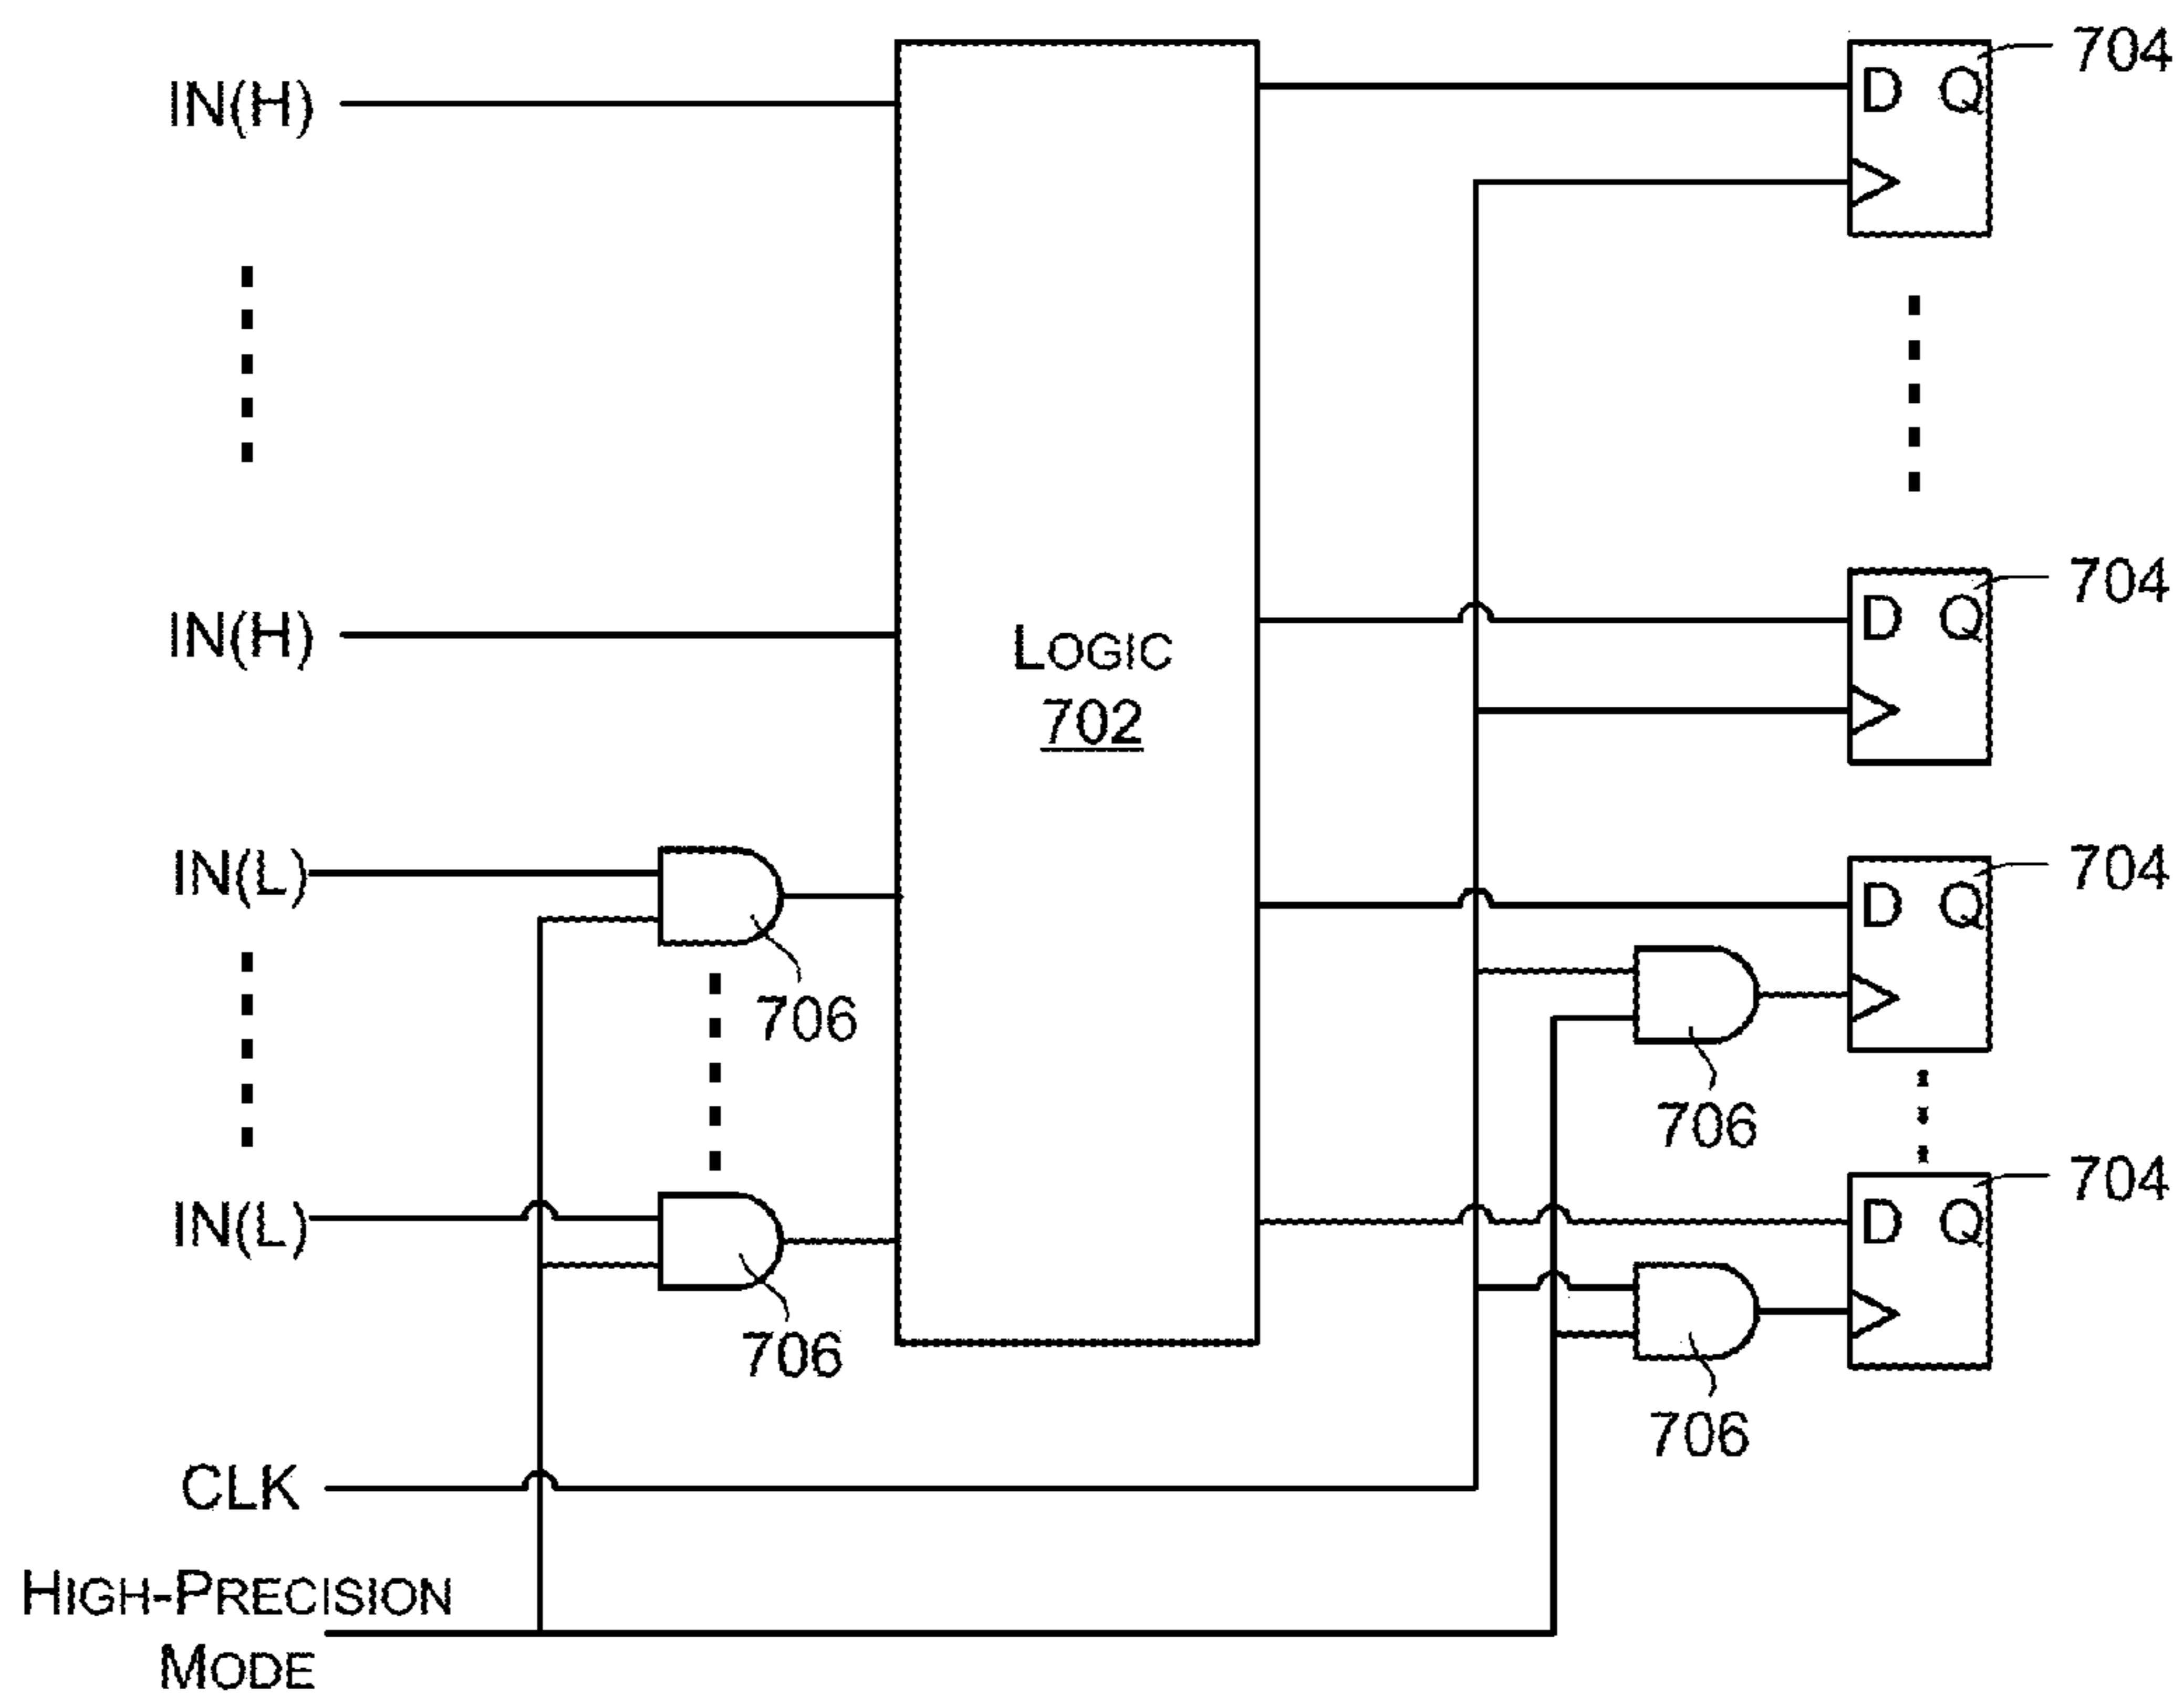 IN(H)
D Q
704
IN(H)
LOGIC
702
D Q
704
IN(L)
706
D Q
704
706
IN(L)
706
D Q
704
706
CLK
HIGH-PRECISION
MODE